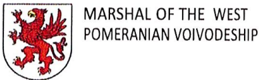 MARSHAL OF THE WEST
POMERANIAN VOIVODESHIP